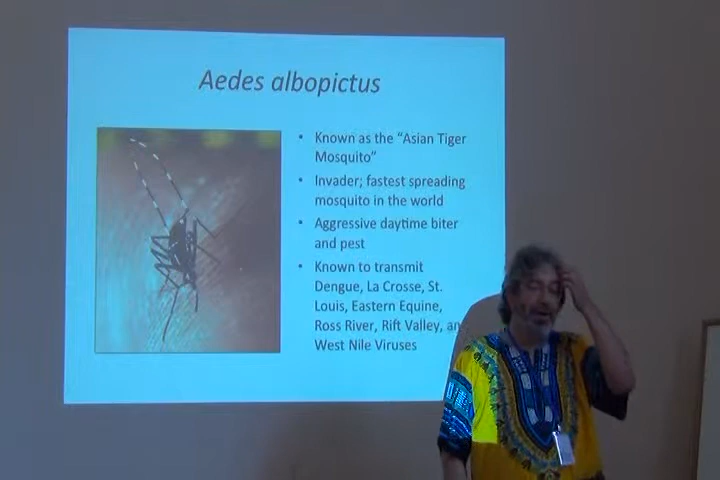 Aedes albopictus
• Known as the “Asian Tiger
Mosquito”
• Invader; fastest spreading
mosquito in the world
• Aggressive daytime biter
and pest
• Known to transmit
Dengue, La Crosse, St.
Louis, Eastern Equine,
Ross River, Rift Valley, an
West Nile Viruses